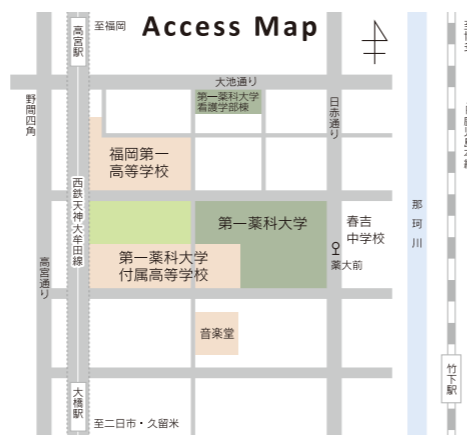 Access Map
至福岡
高宮駅
大池通り
第一薬科大学
看護学部棟
野間四角
日赤通り
福岡第一
高等学校
西鉄天神大牟田線
第一薬科大学
春吉
中学校
那珂川
薬大前
第一薬科大学
付属高等学校
高宮通り
音楽堂
竹下駅
大橋駅
至二日市・久留米